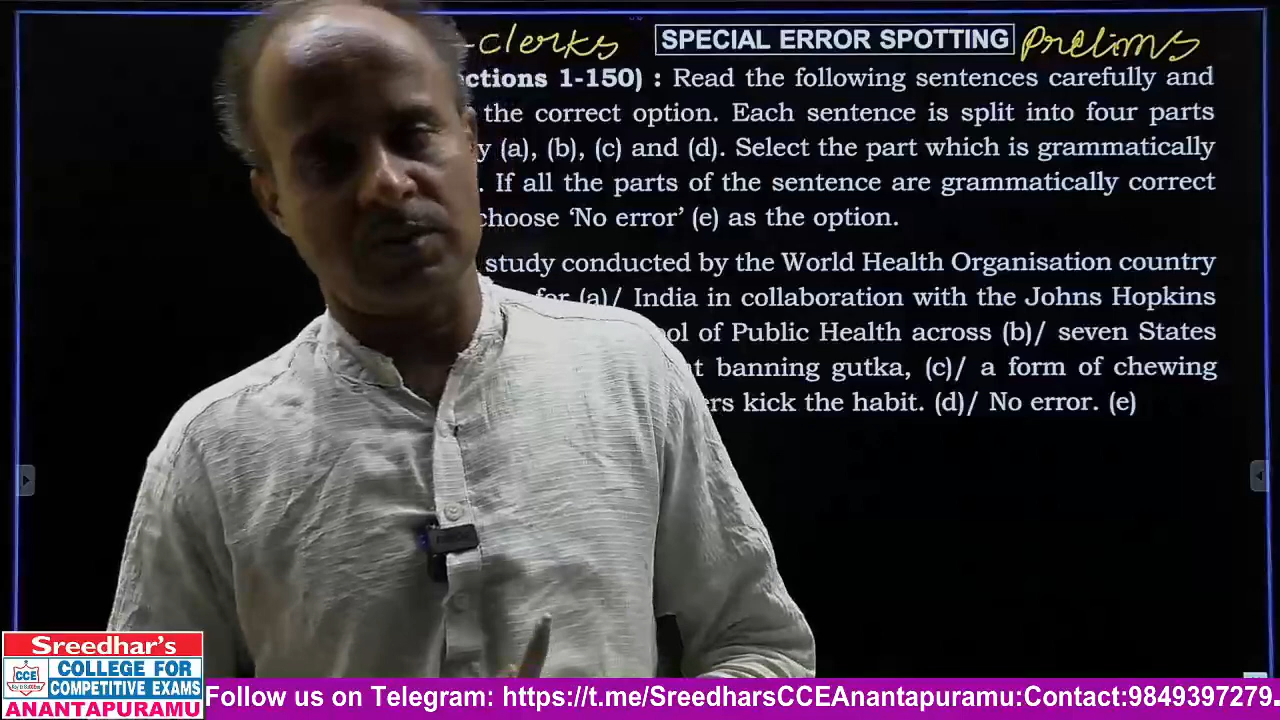 -clerks SPECIAL ERROR SPOTTING Prelims
ctions 1-150) : Read the following sentences carefully and
the correct option. Each sentence is split into four parts
y (a), (b), (c) and (d). Select the part which is grammatically
. If all the parts of the sentence are grammatically correct
choose ‘No error’ (e) as the option.
study conducted by the World Health Organisation country
for (a)/ India in collaboration with the Johns Hopkins
ol of Public Health across (b)/ seven States
t banning gutka, (c)/ a form of chewing
ers kick the habit. (d)/ No error. (e)
Sreedhar's
CCE
COLLEGE FOR
COMPETITIVE EXAMS
ANANTAPURAMU
Follow us on Telegram: https://t.me/SreedharsCCEAnantapuramu:Contact:9849397279.